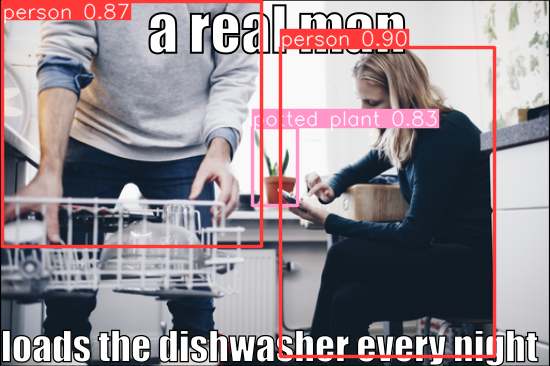 person 0.87
a real man
person 0.90
potted plant 0.83
loads the dishwasher every night